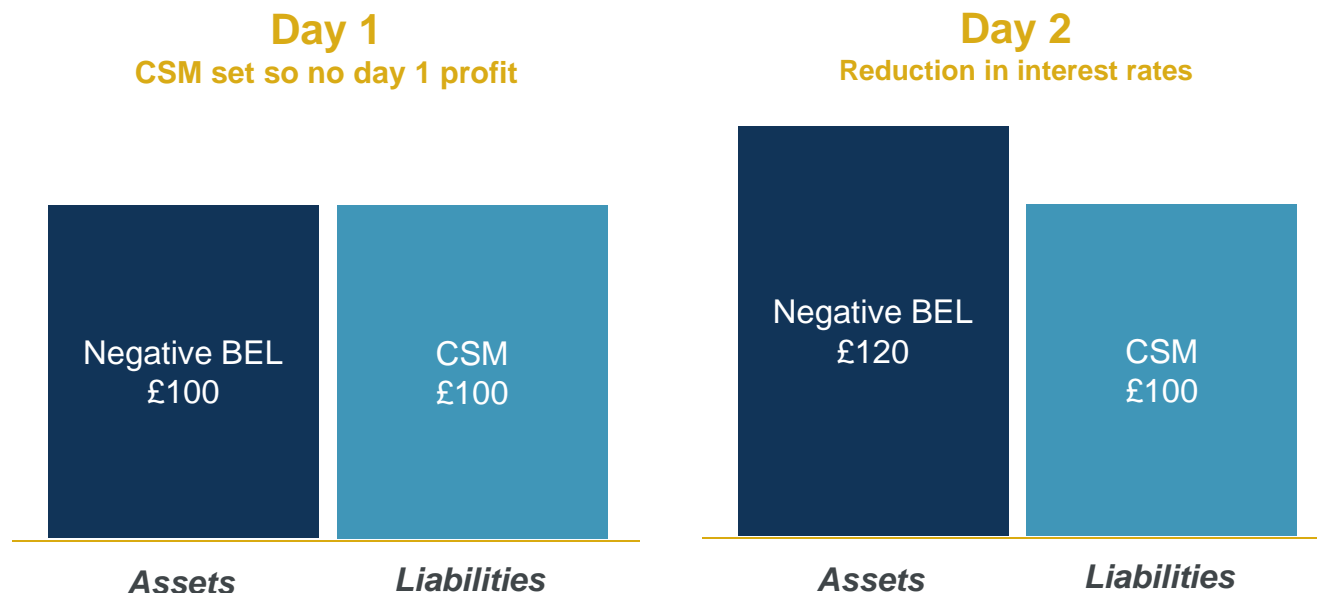 Day 1
CSM set so no day 1 profit
Negative BEL
£100
CSM
£100
Assets
Liabilities
Day 2
Reduction in interest rates
Negative BEL
£120
CSM
£100
Assets
Liabilities